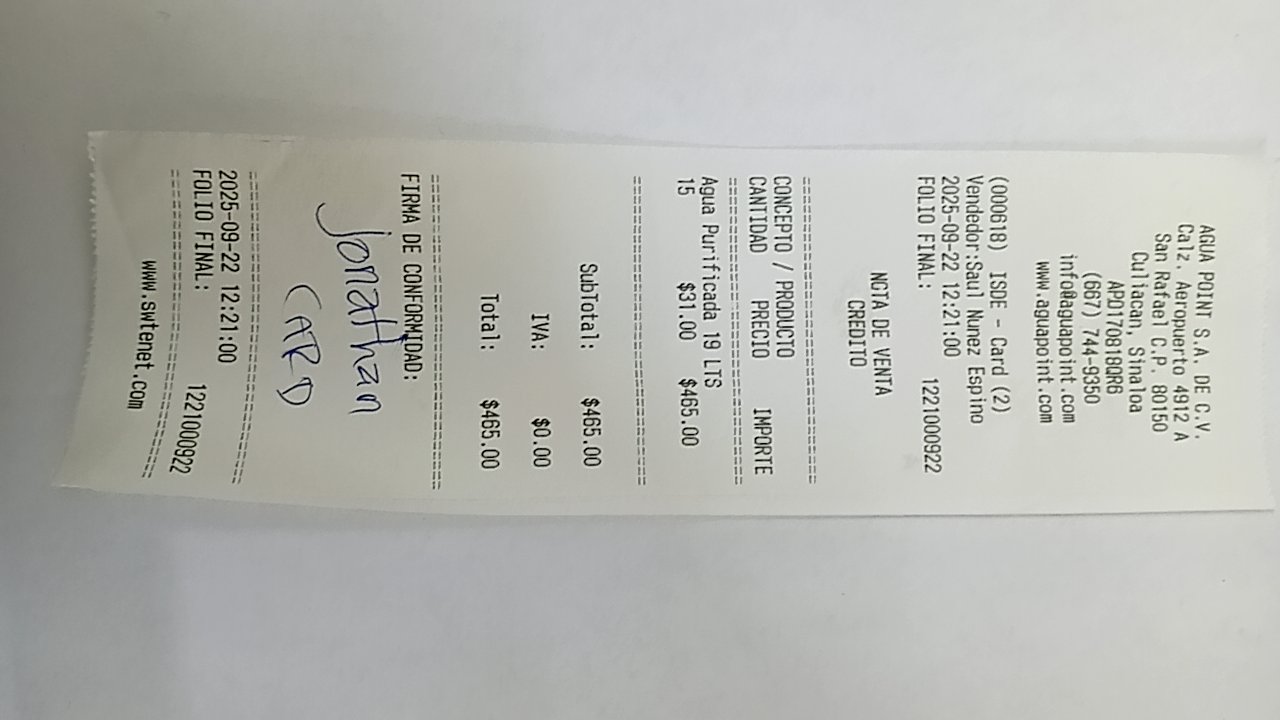 AGUA POINT S.A. DE C.V.
Calz. Aeropuerto 4912 A
San Rafael C.P. 80150
Culiacan, Sinaloa
APO170818QR6
(667) 744-9350
info@aguapoint.com
www.aguapoint.com
(000618) ISDE - Card (2)
Vendedor:Saul Nunez Espino
2025-09-22 12:21:00
FOLIO FINAL: 1221000922
NOTA DE VENTA
CREDITO
==============================
CONCEPTO / PRODUCTO
CANTIDAD PRECIO IMPORTE
==============================
Agua Purificada 19 LTS
15 $31.00 $465.00
==============================
SubTotal: $465.00
IVA: $0.00
Total: $465.00
==============================
FIRMA DE CONFORMIDAD:
Jonathan
CARD
==============================
2025-09-22 12:21:00
FOLIO FINAL: 1221000922
==============================
www.swtenet.com